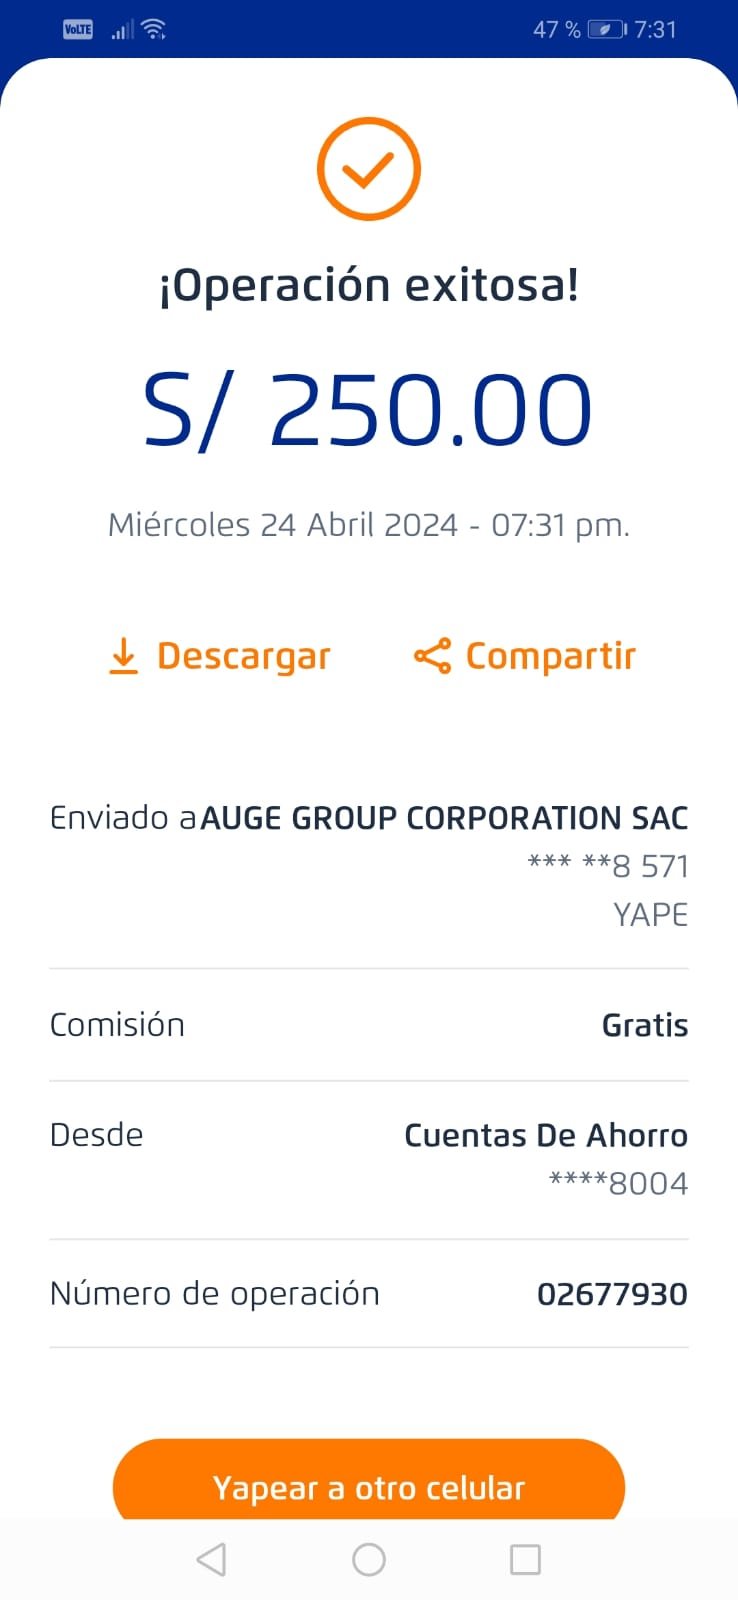 VoLTE 47 % 7:31
¡Operación exitosa!
S/ 250.00
Miércoles 24 Abril 2024 - 07:31 pm.
Descargar Compartir
Enviado a AUGE GROUP CORPORATION SAC
*** **8 571
YAPE
Comisión Gratis
Desde Cuentas De Ahorro
****8004
Número de operación 02677930
Yapear a otro celular